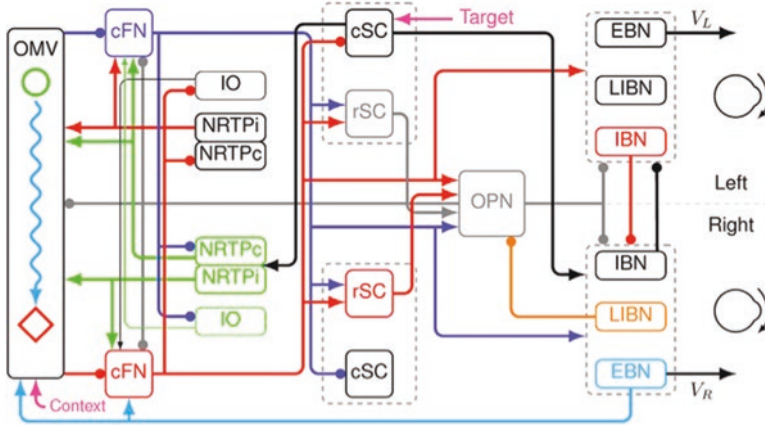 OMV
cFN
IO
NRTPi
NRTPc
cSC
Target
rSC
EBN
V_L
LIBN
IBN
OPN
Left
Right
NRTPc
NRTPi
IO
rSC
cSC
IBN
LIBN
EBN
V_R
cFN
Context